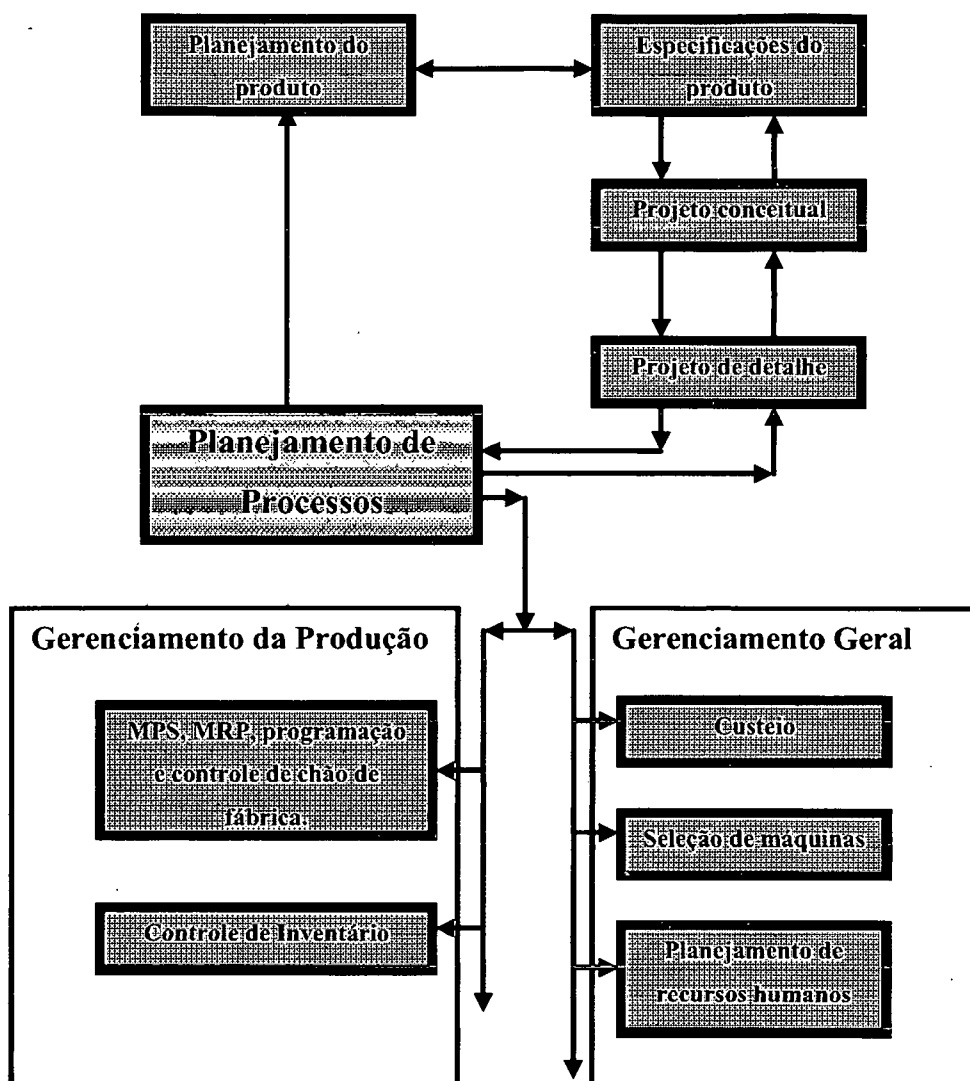 Planejamento do
produto
Especificações do
produto
Projeto conceitual
Projeto de detalhe
Planejamento de
Processos
Gerenciamento da Produção
MPS, MRP, programação
e controle de chão de
fábrica.
Controle de Inventário
Gerenciamento Geral
Custeio
Seleção de máquinas
Planejamento de
recursos humanos